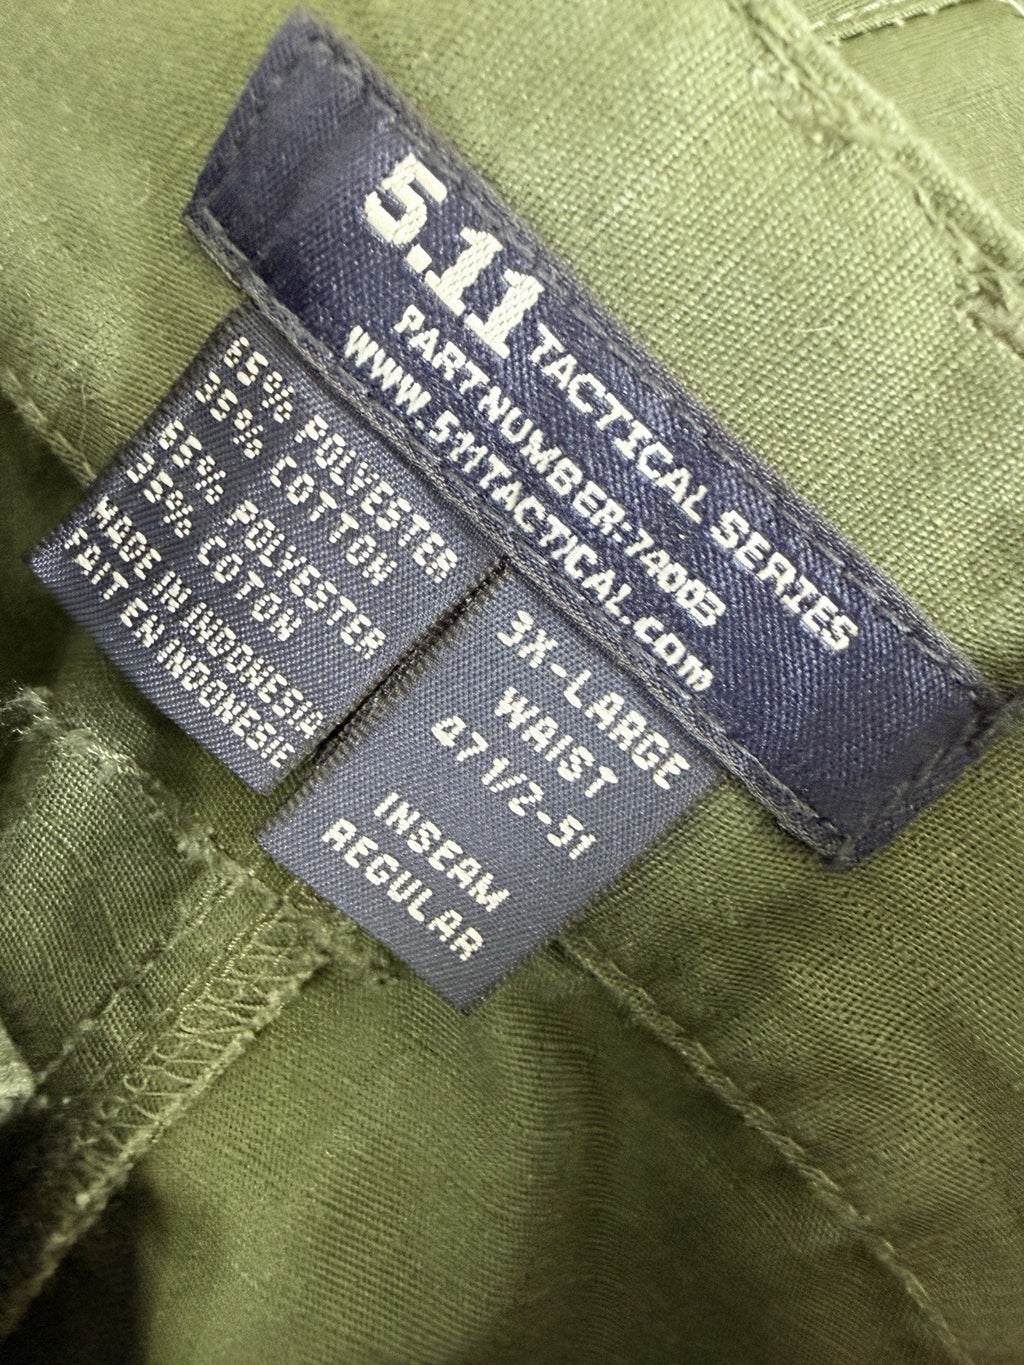 5.11 TACTICAL SERIES
PART NUMBER:74003
WWW.511TACTICAL.COM
65% POLYESTER
35% COTTON
65% POLYESTER
35% COTON
MADE IN INDONESIA
FAIT EN INDONESIE
3X-LARGE
WAIST
47 1/2-51
INSEAM
REGULAR